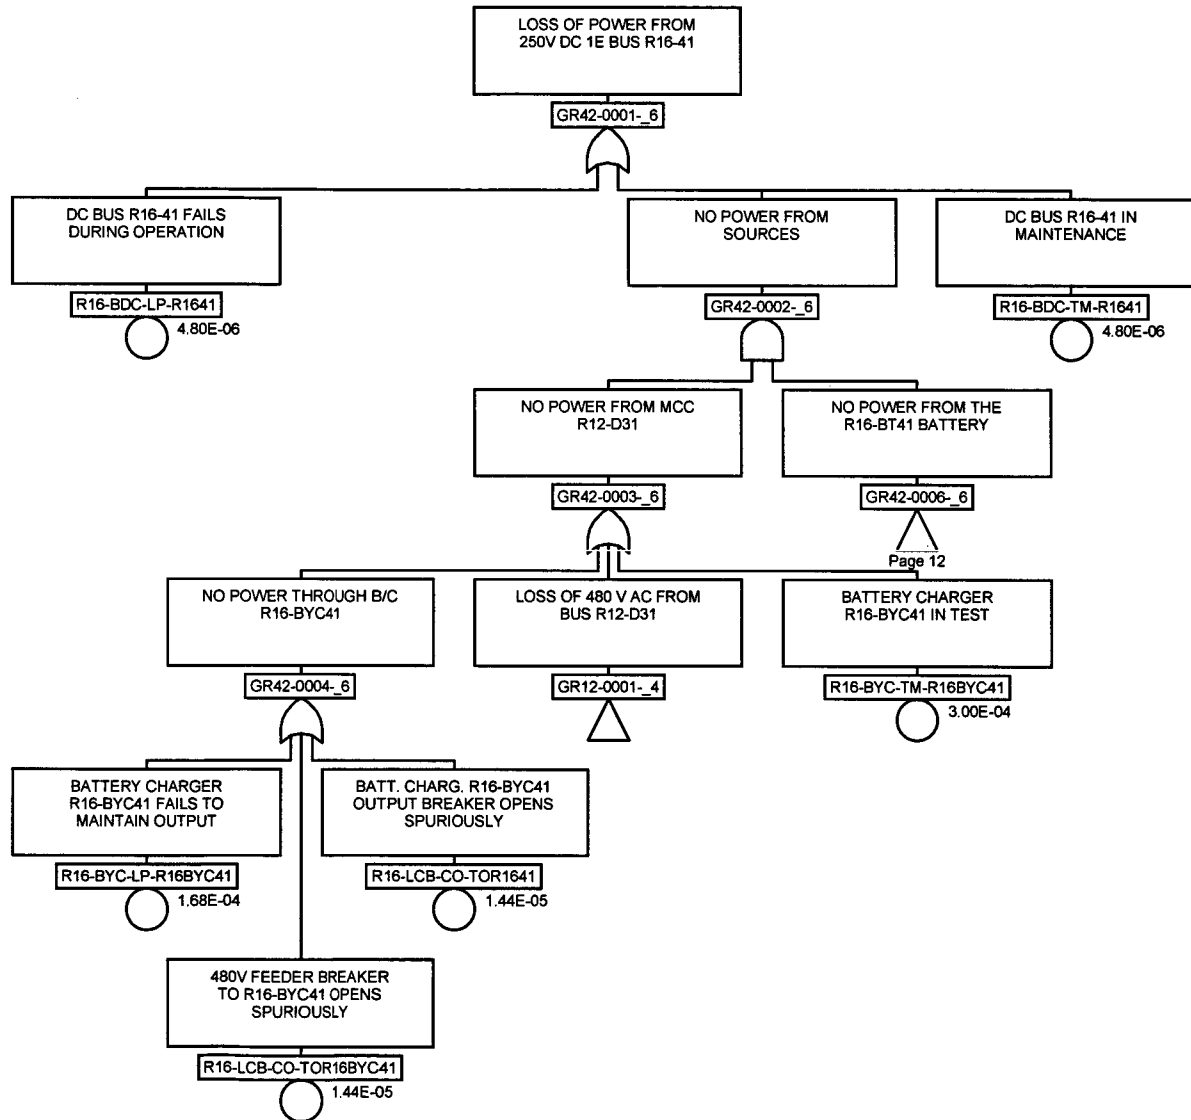 LOSS OF POWER FROM
250V DC 1E BUS R16-41
GR42-0001-_6
DC BUS R16-41 FAILS
DURING OPERATION
R16-BDC-LP-R1641
4.80E-06
NO POWER FROM
SOURCES
GR42-0002-_6
DC BUS R16-41 IN
MAINTENANCE
R16-BDC-TM-R1641
4.80E-06
NO POWER FROM MCC
R12-D31
GR42-0003-_6
NO POWER FROM THE
R16-BT41 BATTERY
GR42-0006-_6
Page 12
NO POWER THROUGH B/C
R16-BYC41
GR42-0004-_6
LOSS OF 480 V AC FROM
BUS R12-D31
GR12-0001-_4
BATTERY CHARGER
R16-BYC41 IN TEST
R16-BYC-TM-R16BYC41
3.00E-04
BATTERY CHARGER
R16-BYC41 FAILS TO
MAINTAIN OUTPUT
R16-BYC-LP-R16BYC41
1.68E-04
BATT. CHARG. R16-BYC41
OUTPUT BREAKER OPENS
SPURIOUSLY
R16-LCB-CO-TOR1641
1.44E-05
480V FEEDER BREAKER
TO R16-BYC41 OPENS
SPURIOUSLY
R16-LCB-CO-TOR16BYC41
1.44E-05